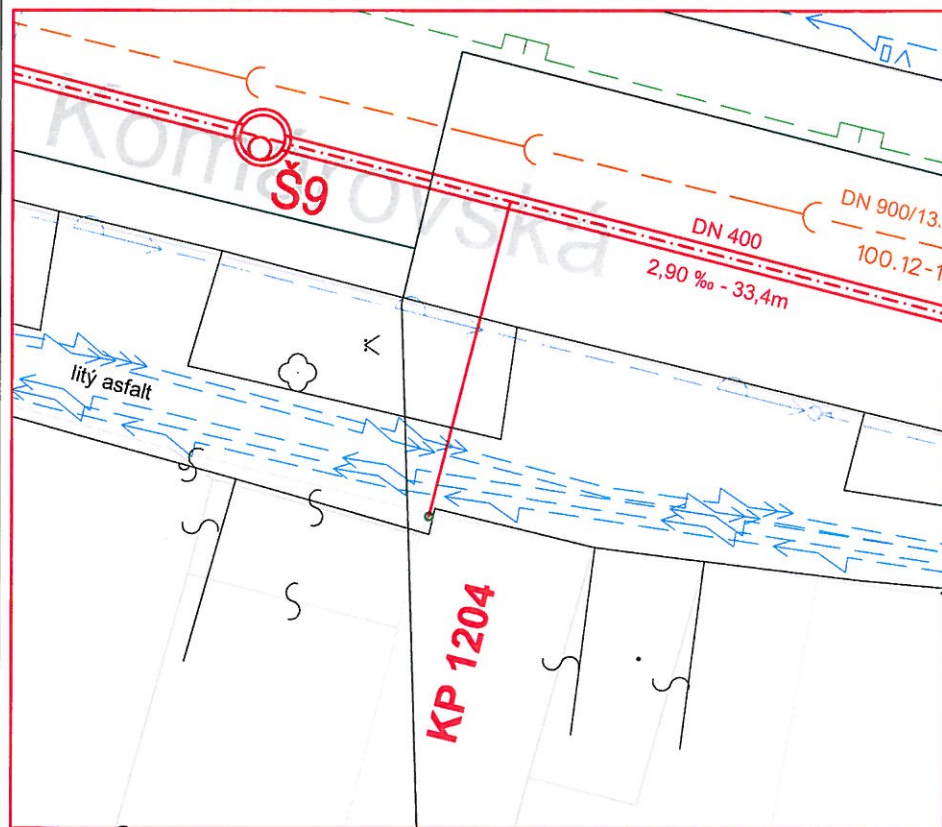 Komárovská
Š9
DN 400
2,90 ‰ - 33,4m
DN 900/13
100.12-1
litý asfalt
KP 1204